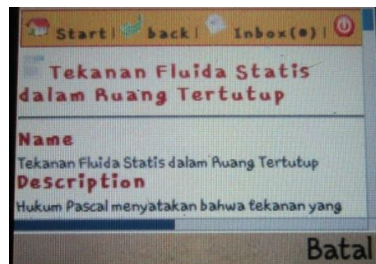 Start | back | Inbox(0) |
Tekanan Fluida Statis
dalam Ruang Tertutup
Name
Tekanan Fluida Statis dalam Ruang Tertutup
Description
Hukum Pascal menyatakan bahwa tekanan yang
Batal